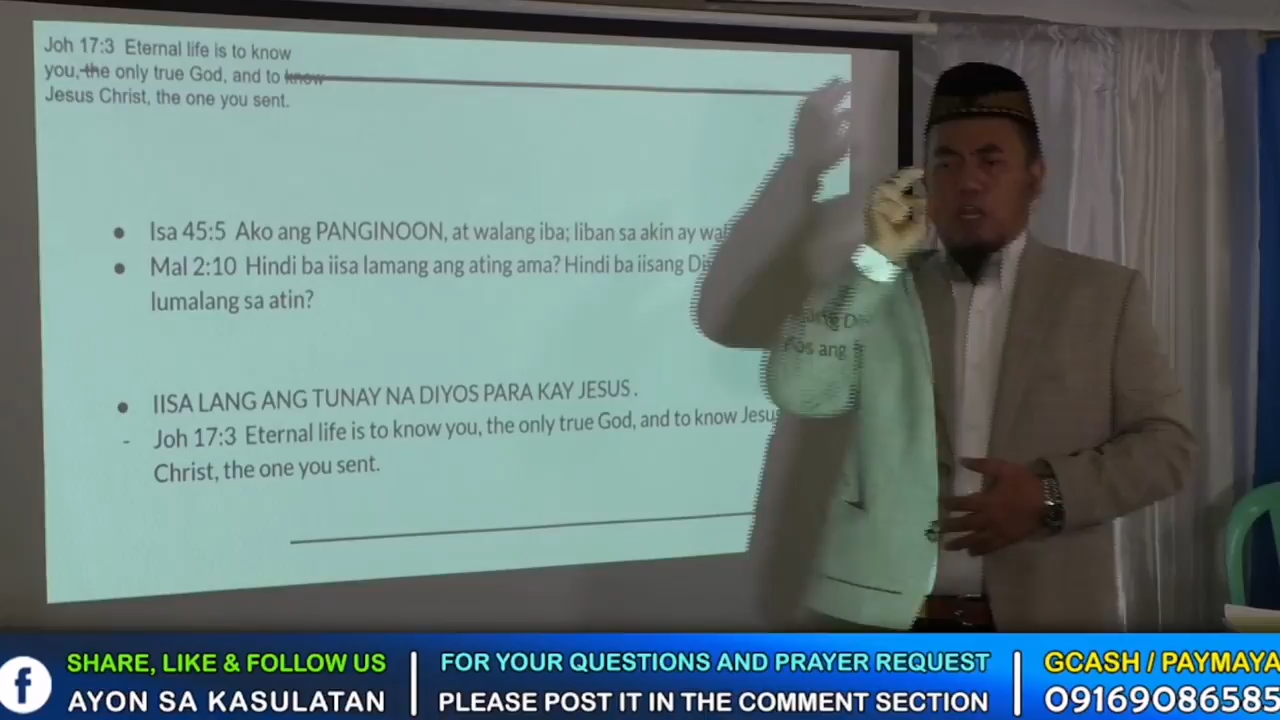 Joh 17:3 Eternal life is to know
you, the only true God, and to know
Jesus Christ, the one you sent.
Isa 45:5 Ako ang PANGINOON, at walang iba; liban sa akin ay
Mal 2:10 Hindi ba iisa lamang ang ating ama? Hindi ba iisang
lumalang sa atin?
ang
IISA LANG ANG TUNAY NA DIYOS PARA KAY JESUS.
- Joh 17:3 Eternal life is to know you, the only true God, and to know Jesus
Christ, the one you sent.
SHARE, LIKE & FOLLOW US
AYON SA KASULATAN
FOR YOUR QUESTIONS AND PRAYER REQUEST
PLEASE POST IT IN THE COMMENT SECTION
GCASH / PAYMAYA
09169086585